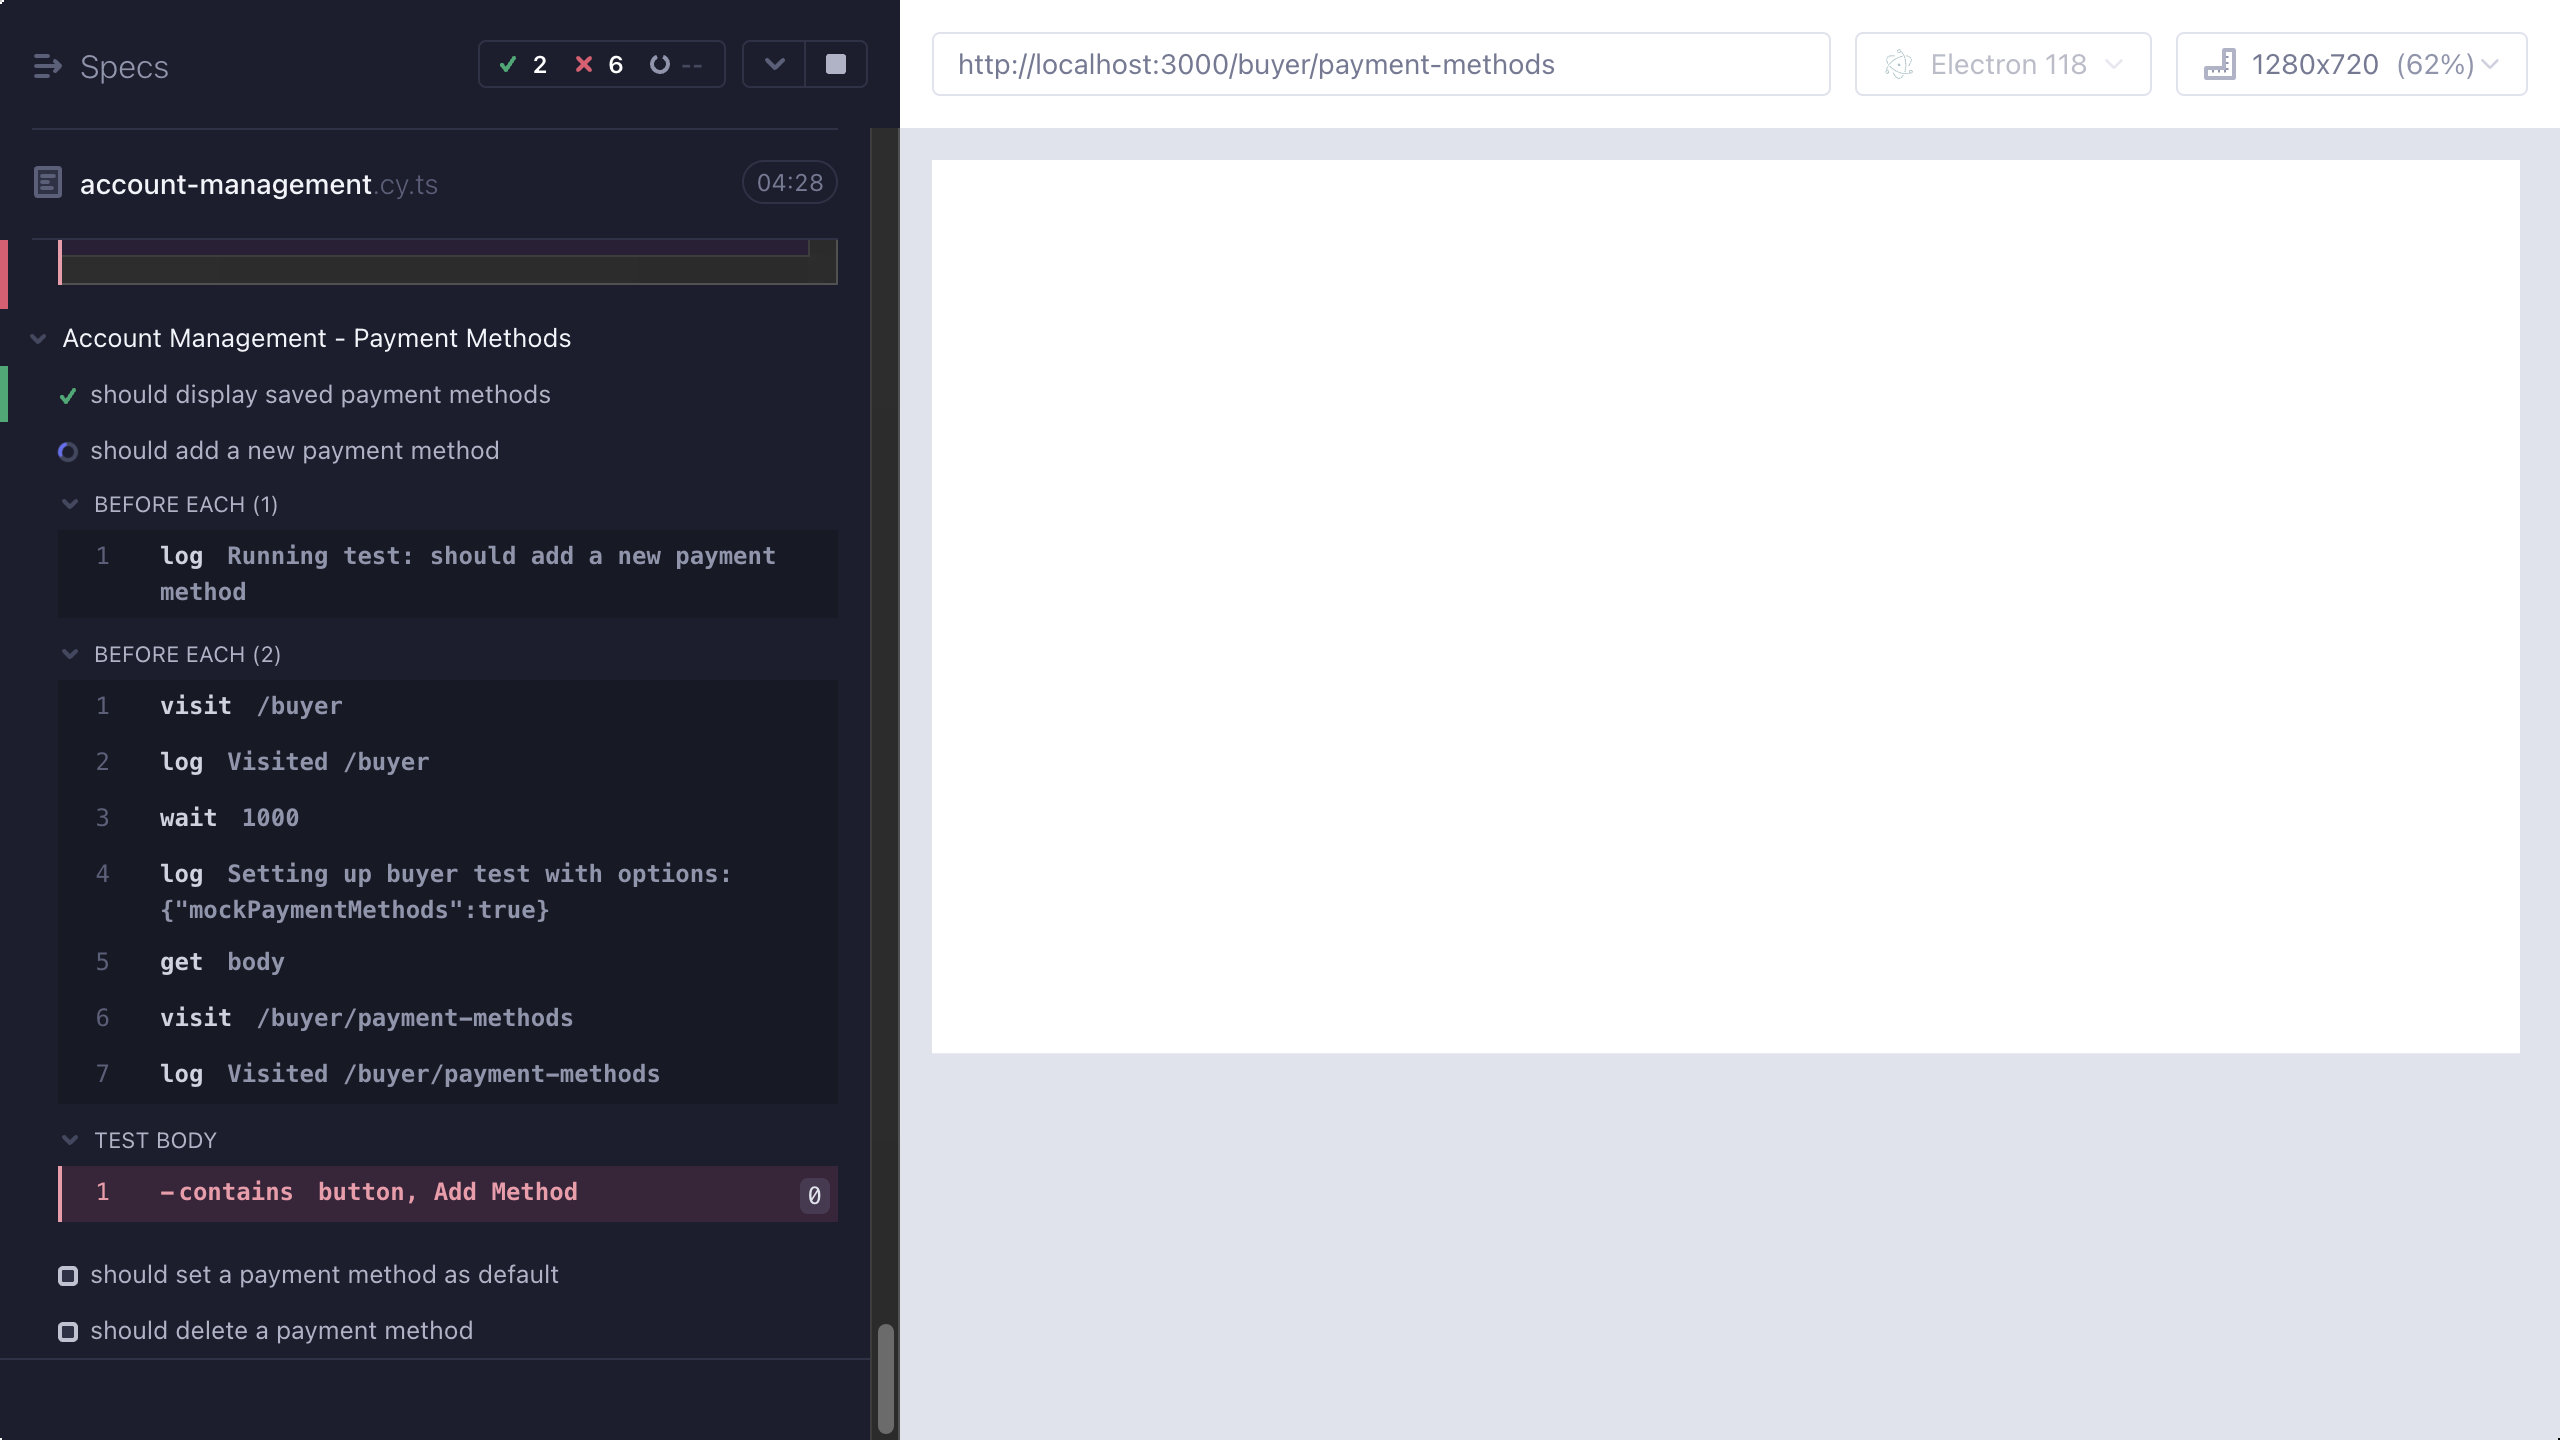 Specs
2
6
--
http://localhost:3000/buyer/payment-methods
Electron 118
1280x720 (62%)
account-management.cy.ts
04:28
Account Management - Payment Methods
should display saved payment methods
should add a new payment method
BEFORE EACH (1)
1 log Running test: should add a new payment
method
BEFORE EACH (2)
1 visit /buyer
2 log Visited /buyer
3 wait 1000
4 log Setting up buyer test with options:
{"mockPaymentMethods":true}
5 get body
6 visit /buyer/payment-methods
7 log Visited /buyer/payment-methods
TEST BODY
1 -contains button, Add Method 0
should set a payment method as default
should delete a payment method